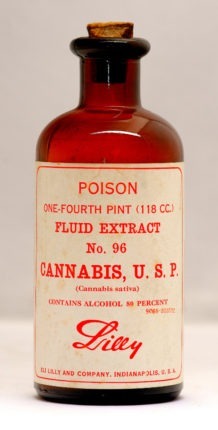 POISON
ONE-FOURTH PINT (118 CC.)
FLUID EXTRACT
No. 96
CANNABIS, U. S. P.
(Cannabis sativa)
CONTAINS ALCOHOL 80 PERCENT
Lilly
ELI LILLY AND COMPANY, INDIANAPOLIS, U. S. A.